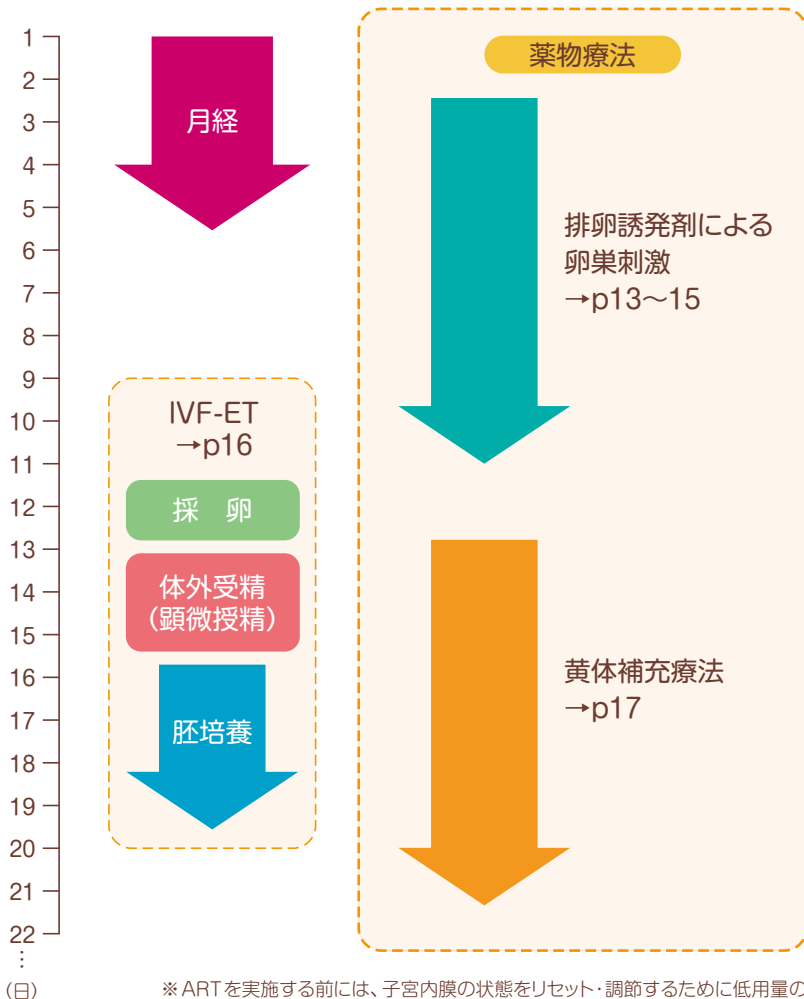 1
2
3
4
5
6
7
8
9
10
11
12
13
14
15
16
17
18
19
20
21
22
⋮
(日)
月経
IVF-ET
→p16
採 卵
体外受精
(顕微授精)
胚培養
薬物療法
排卵誘発剤による
卵巣刺激
→p13〜15
黄体補充療法
→p17
※ARTを実施する前には、子宮内膜の状態をリセット・調節するために低用量の